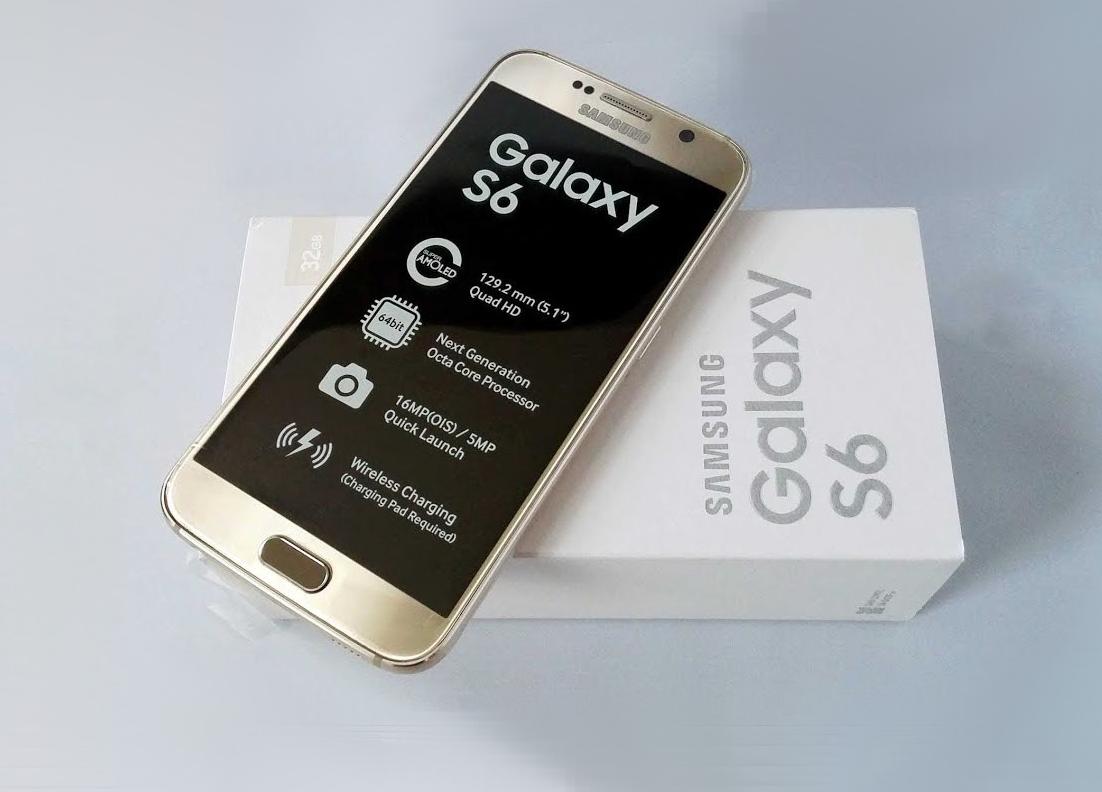 SAMSUNG
Galaxy
S6
SUPER
AMOLED
129.2 mm (5.1")
Quad HD
64bit
Next Generation
Octa Core Processor
16MP(OIS) / 5MP
Quick Launch
Wireless Charging
(Charging Pad Required)
32GB
SAMSUNG
Galaxy
S6